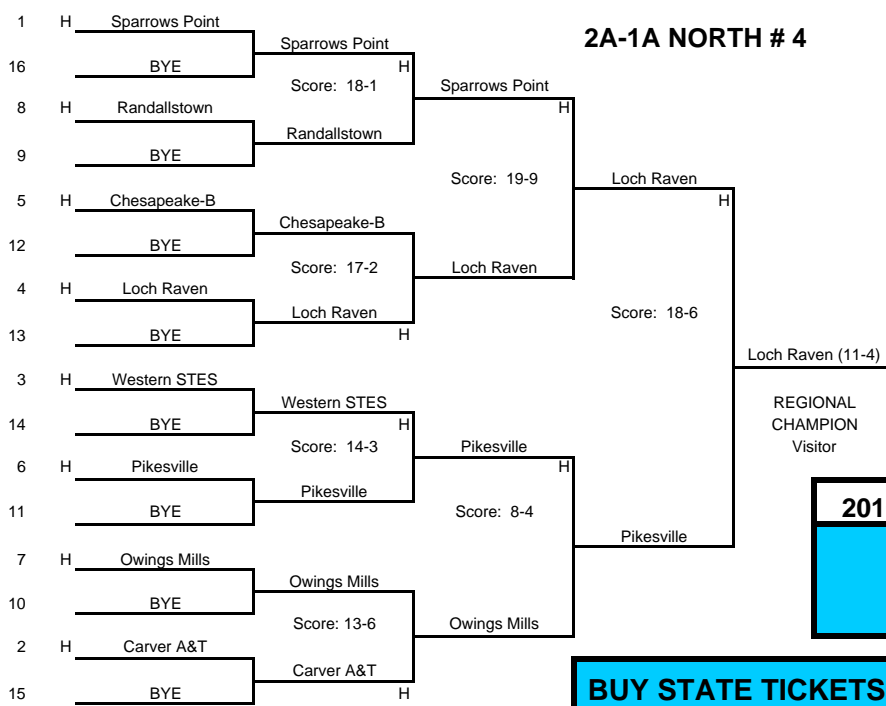 2A-1A NORTH # 4
1 H Sparrows Point
16 BYE
Sparrows Point
H
Score: 18-1
8 H Randallstown
9 BYE
Randallstown
Sparrows Point
H
Score: 19-9
5 H Chesapeake-B
12 BYE
Chesapeake-B
Score: 17-2
4 H Loch Raven
13 BYE
Loch Raven
H
Loch Raven
Loch Raven
H
Score: 18-6
3 H Western STES
14 BYE
Western STES
H
Score: 14-3
6 H Pikesville
11 BYE
Pikesville
Pikesville
H
Score: 8-4
7 H Owings Mills
10 BYE
Owings Mills
Score: 13-6
2 H Carver A&T
15 BYE
Carver A&T
H
Owings Mills
Pikesville
Loch Raven (11-4)
REGIONAL
CHAMPION
Visitor
201
BUY STATE TICKETS